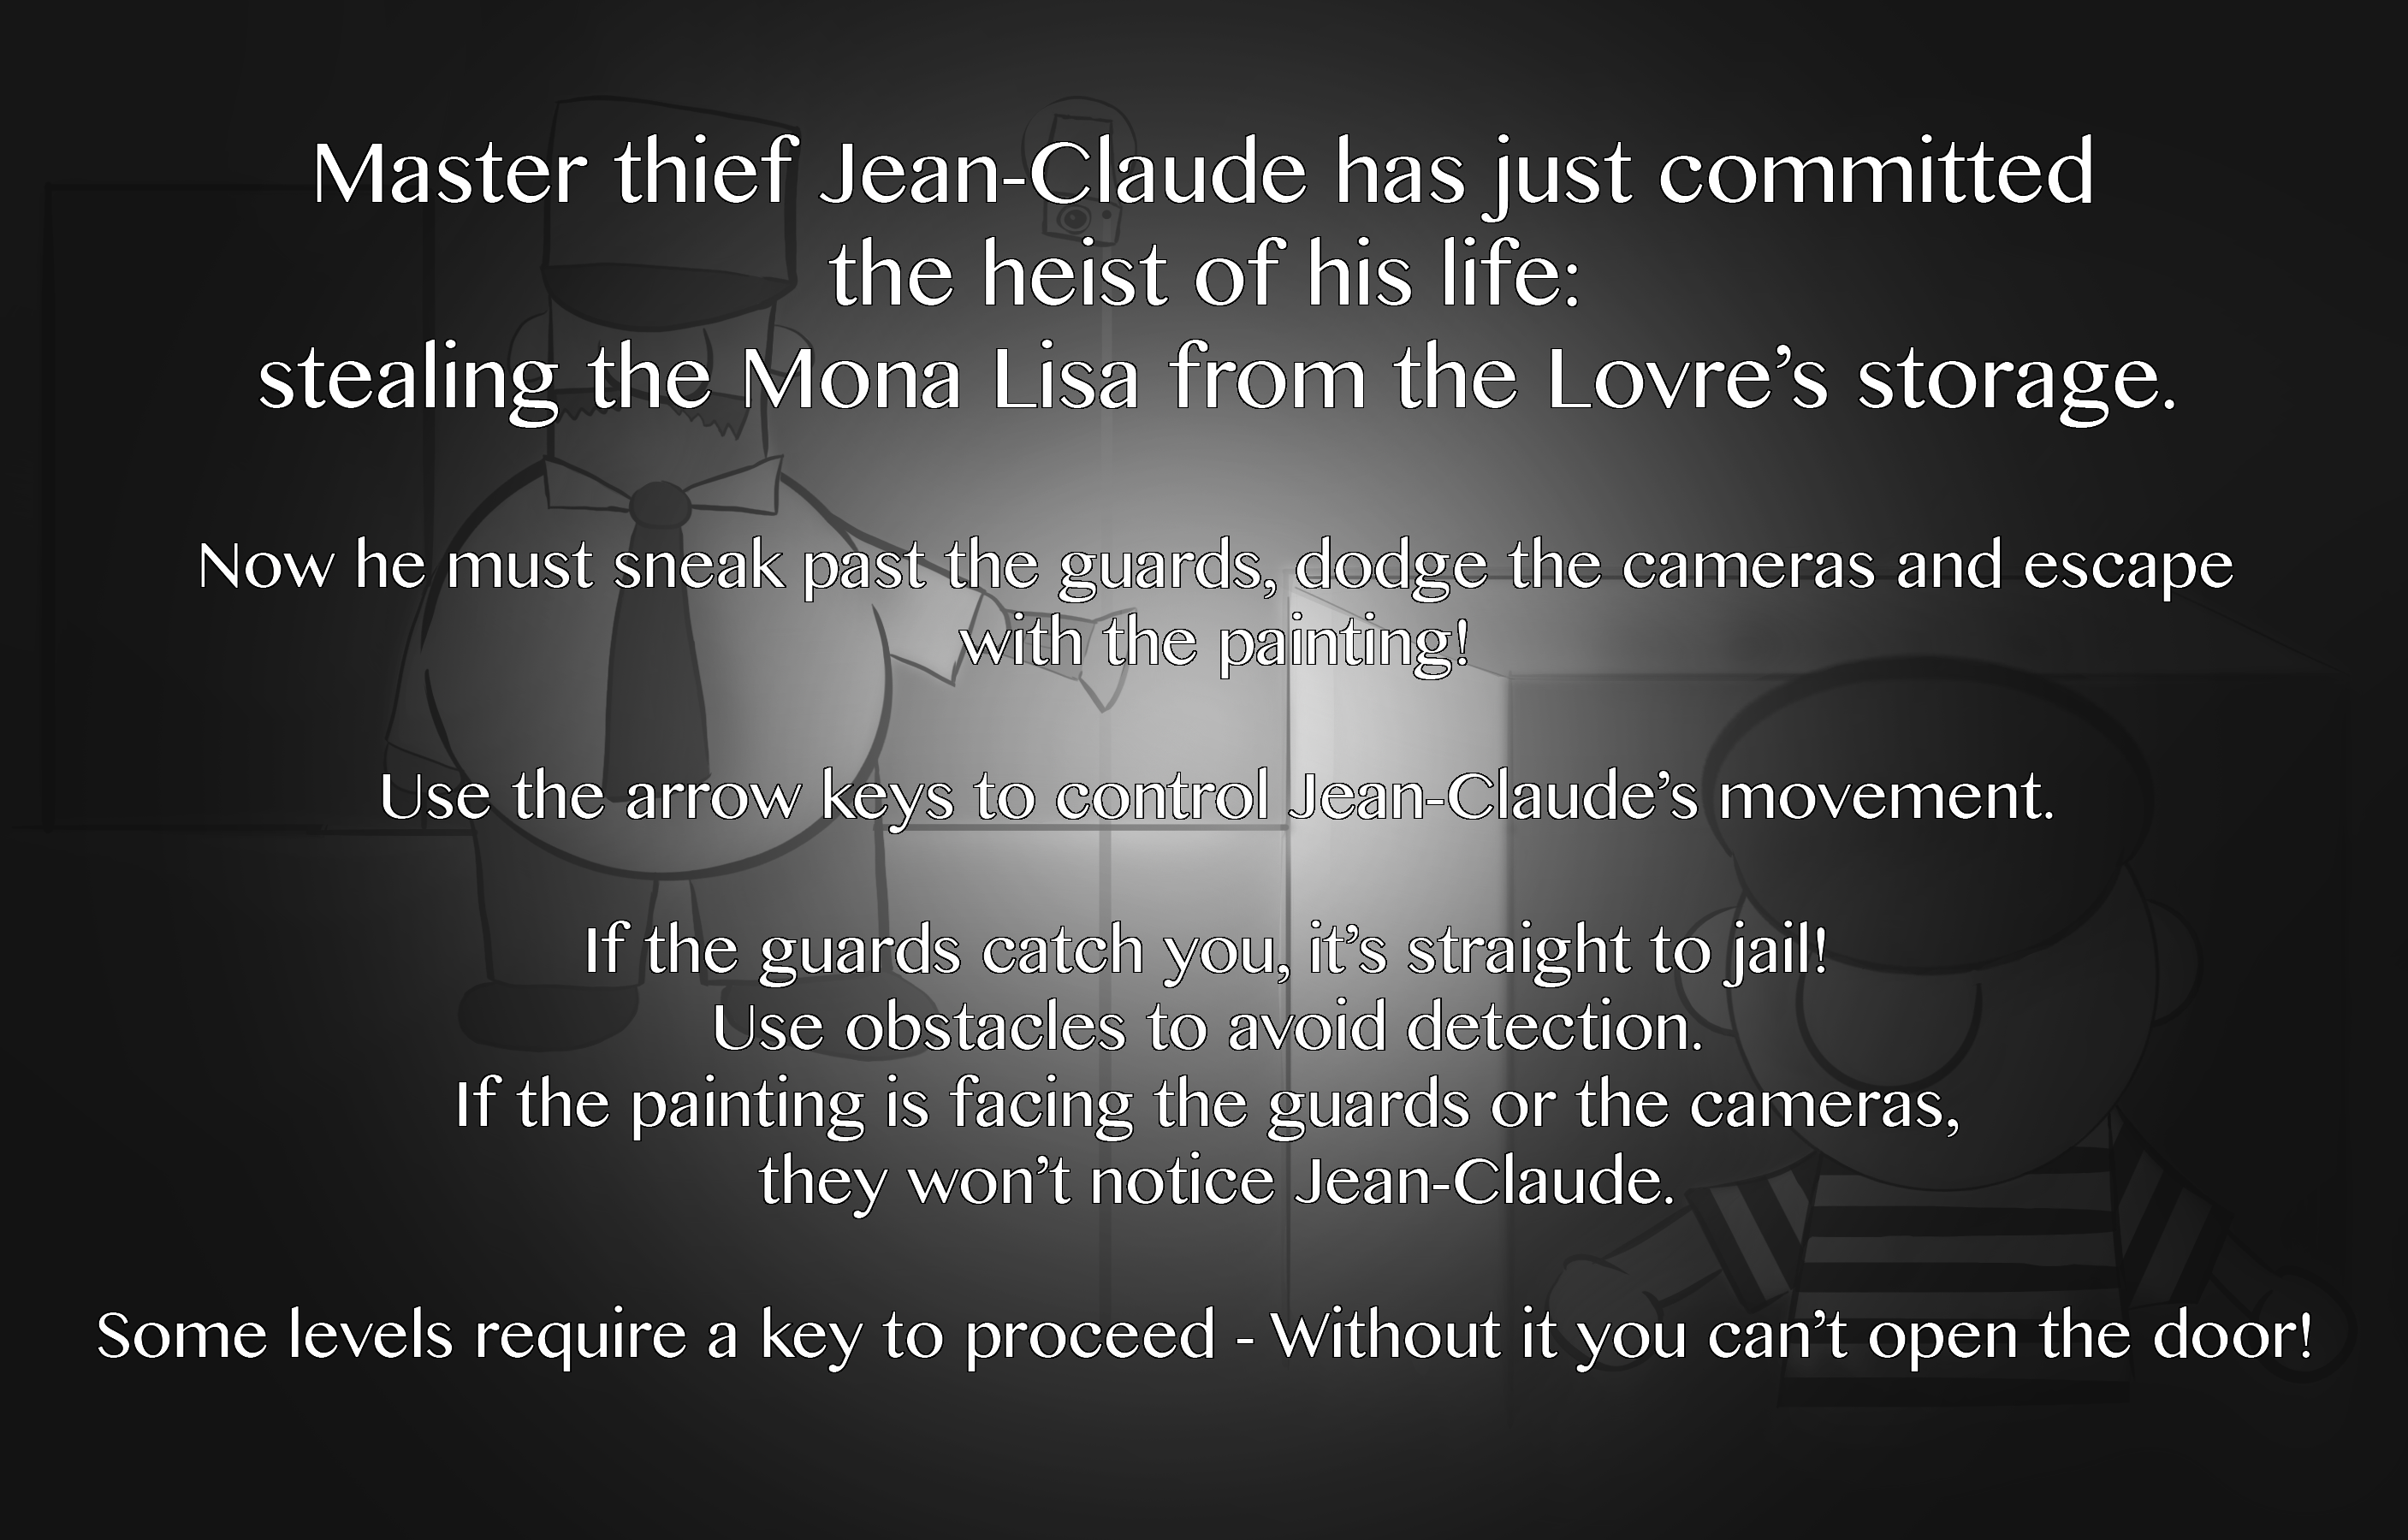 Master thief Jean-Claude has just committed
the heist of his life:
stealing the Mona Lisa from the Lovre’s storage.
Now he must sneak past the guards, dodge the cameras and escape
with the painting!
Use the arrow keys to control Jean-Claude’s movement.
If the guards catch you, it’s straight to jail!
Use obstacles to avoid detection.
If the painting is facing the guards or the cameras,
they won’t notice Jean-Claude.
Some levels require a key to proceed - Without it you can’t open the door!